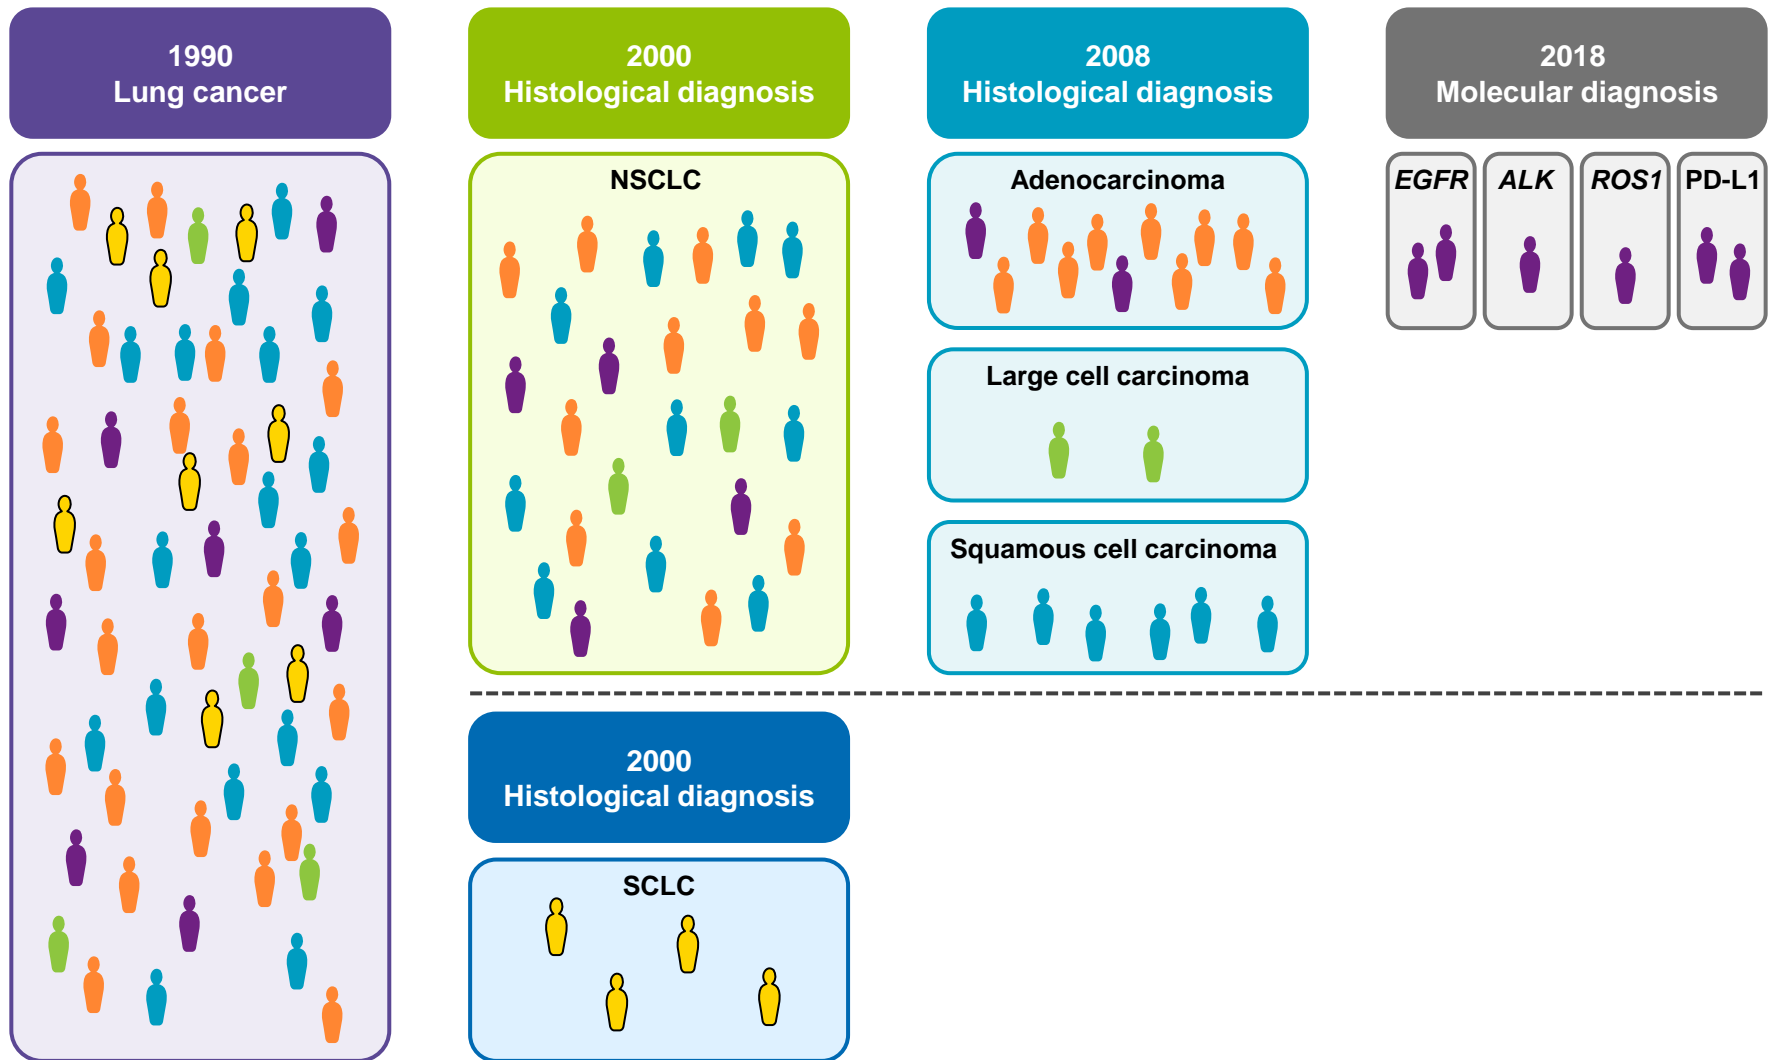 1990
Lung cancer
2000
Histological diagnosis
NSCLC
2008
Histological diagnosis
Adenocarcinoma
Large cell carcinoma
Squamous cell carcinoma
2018
Molecular diagnosis
EGFR
ALK
ROS1
PD-L1
2000
Histological diagnosis
SCLC